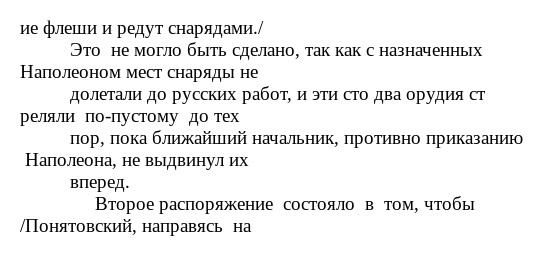 ие флеши и редут снарядами./
Это  не могло быть сделано, так как с назначенных
Наполеоном мест снаряды не
долетали до русских работ, и эти сто два орудия ст
реляли  по-пустому  до тех
пор, пока ближайший начальник, противно приказанию
Наполеона, не выдвинул их
вперед.
Второе распоряжение  состояло  в  том, чтобы
/Понятовский, направясь  на